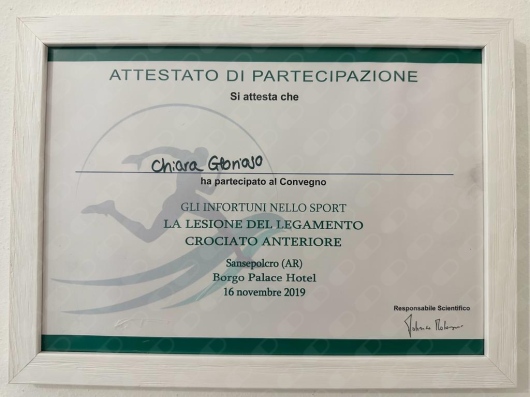 ATTESTATO DI PARTECIPAZIONE
Si attesta che
Chiara
ha partecipato al Convegno
GLI INFORTUNI NELLO SPORT
LA LESIONE DEL LEGAMENTO
CROCIATO ANTERIORE
Sansepolcro (AR)
Borgo Palace Hotel
16 novembre 2019
Responsabile Scientifico